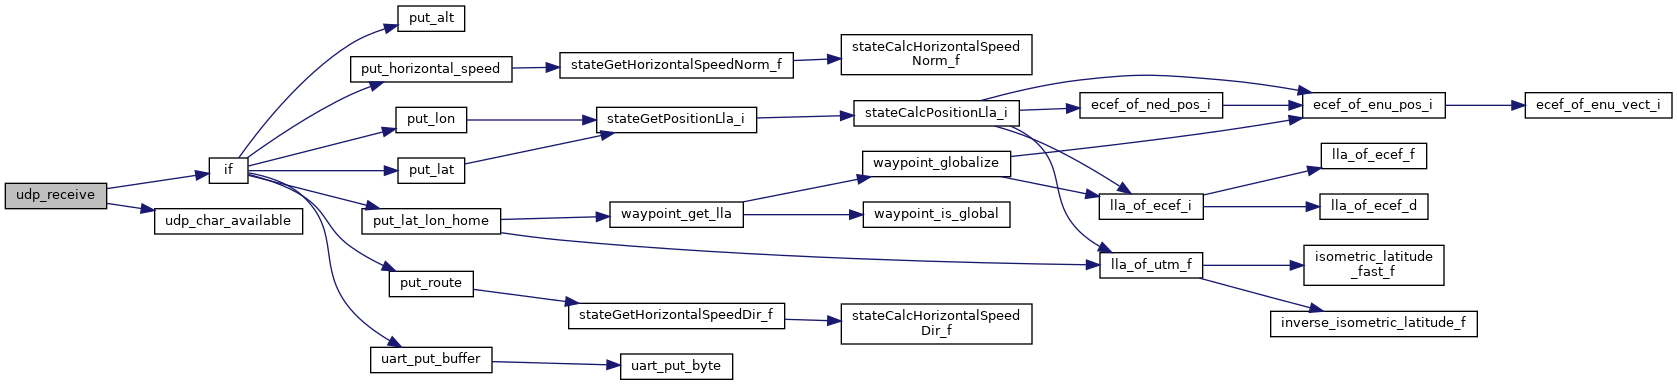 udp_receive
if
udp_char_available
put_alt
put_horizontal_speed
put_lon
put_lat
put_lat_lon_home
put_route
uart_put_buffer
stateGetHorizontalSpeedNorm_f
stateGetPositionLla_i
waypoint_get_lla
stateGetHorizontalSpeedDir_f
uart_put_byte
stateCalcHorizontalSpeed
Norm_f
stateCalcPositionLla_i
waypoint_globalize
waypoint_is_global
stateCalcHorizontalSpeed
Dir_f
ecef_of_ned_pos_i
lla_of_ecef_i
lla_of_utm_f
ecef_of_enu_pos_i
lla_of_ecef_f
lla_of_ecef_d
isometric_latitude
_fast_f
inverse_isometric_latitude_f
ecef_of_enu_vect_i